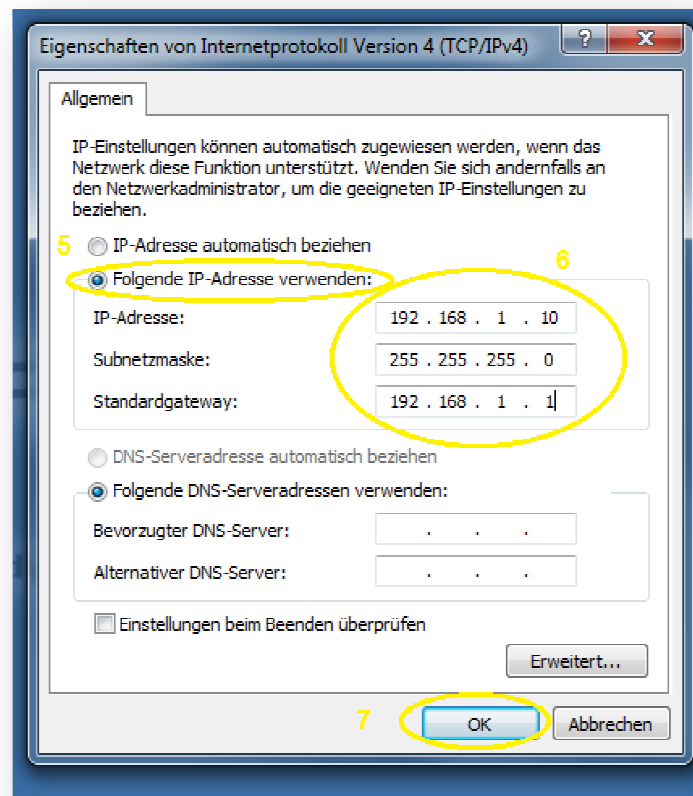 Eigenschaften von Internetprotokoll Version 4 (TCP/IPv4)
?
X
Allgemein
IP-Einstellungen können automatisch zugewiesen werden, wenn das
Netzwerk diese Funktion unterstützt. Wenden Sie sich andernfalls an
den Netzwerkadministrator, um die geeigneten IP-Einstellungen zu
beziehen.
5 IP-Adresse automatisch beziehen
6
Folgende IP-Adresse verwenden:
IP-Adresse: 192 . 168 . 1 . 10
Subnetzmaske: 255 . 255 . 255 . 0
Standardgateway: 192 . 168 . 1 . 1
DNS-Serveradresse automatisch beziehen
Folgende DNS-Serveradressen verwenden:
Bevorzugter DNS-Server: . . .
Alternativer DNS-Server: . . .
Einstellungen beim Beenden überprüfen
Erweitert...
7 OK Abbrechen